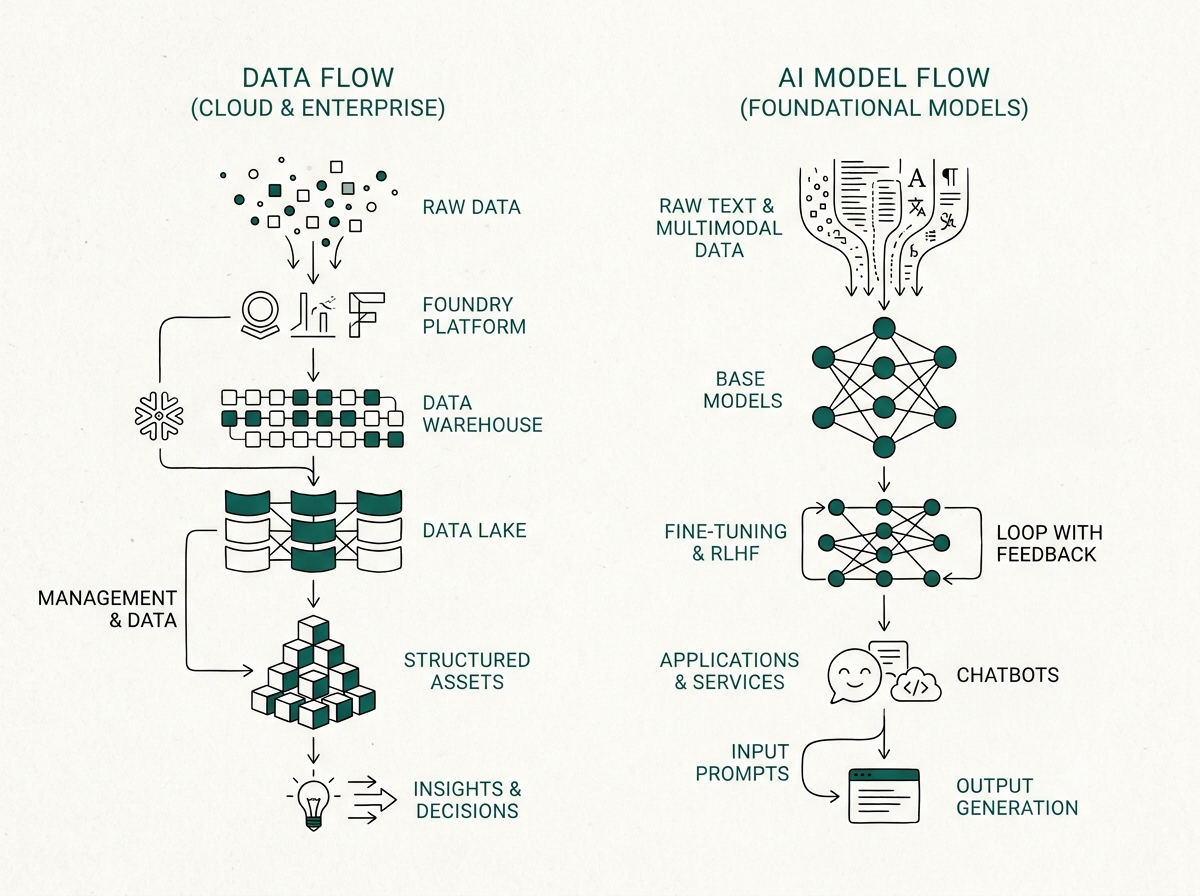 DATA FLOW
(CLOUD & ENTERPRISE)
RAW DATA
FOUNDRY
PLATFORM
DATA
WAREHOUSE
DATA LAKE
MANAGEMENT
& DATA
STRUCTURED
ASSETS
INSIGHTS &
DECISIONS
AI MODEL FLOW
(FOUNDATIONAL MODELS)
RAW TEXT &
MULTIMODAL
DATA
A
¶
文A
b
BASE
MODELS
FINE-TUNING
& RLHF
LOOP WITH
FEEDBACK
APPLICATIONS
& SERVICES
</>
CHATBOTS
INPUT
PROMPTS
OUTPUT
GENERATION